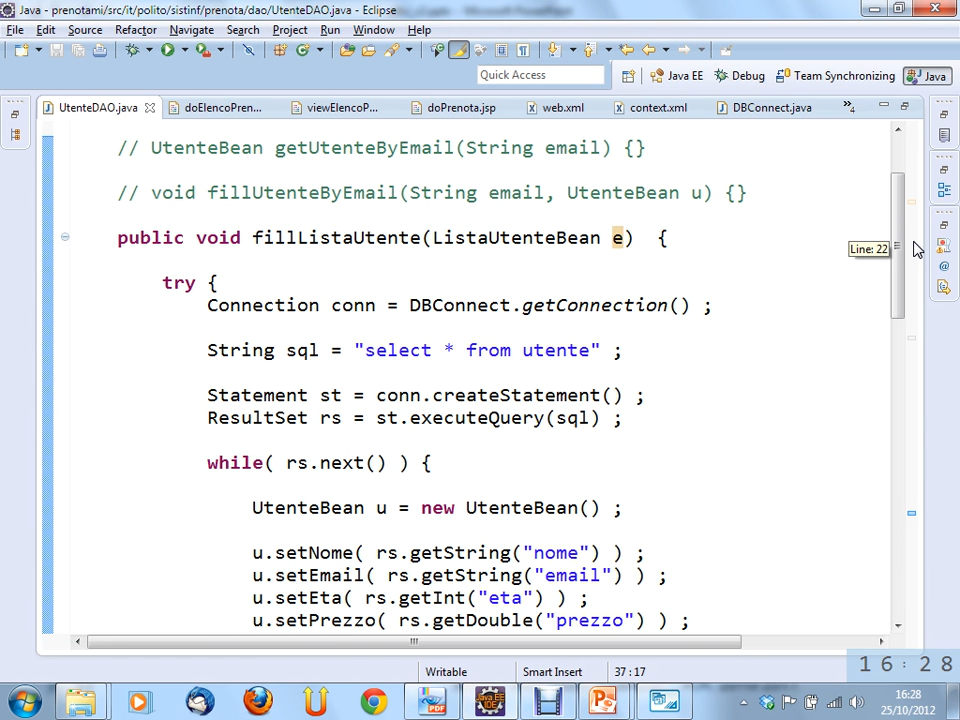 Java - prenotami/src/it/polito/sistinf/prenota/dao/UtenteDAO.java - Eclipse
File Edit Source Refactor Navigate Search Project Run Window Help
Quick Access Java EE Debug Team Synchronizing Java
UtenteDAO.java doElencoPren... viewElencoP... doPrenota.jsp web.xml context.xml DBConnect.java »4
// UtenteBean getUtenteByEmail(String email) {}
// void fillUtenteByEmail(String email, UtenteBean u) {}
public void fillListaUtente(ListaUtenteBean e) {
Line: 22
try {
Connection conn = DBConnect.getConnection() ;
String sql = "select * from utente" ;
Statement st = conn.createStatement() ;
ResultSet rs = st.executeQuery(sql) ;
while( rs.next() ) {
UtenteBean u = new UtenteBean() ;
u.setNome( rs.getString("nome") ) ;
u.setEmail( rs.getString("email") ) ;
u.setEta( rs.getInt("eta") ) ;
u.setPrezzo( rs.getDouble("prezzo") ) ;
Writable Smart Insert 37 : 17
16:28
16:28
25/10/2012